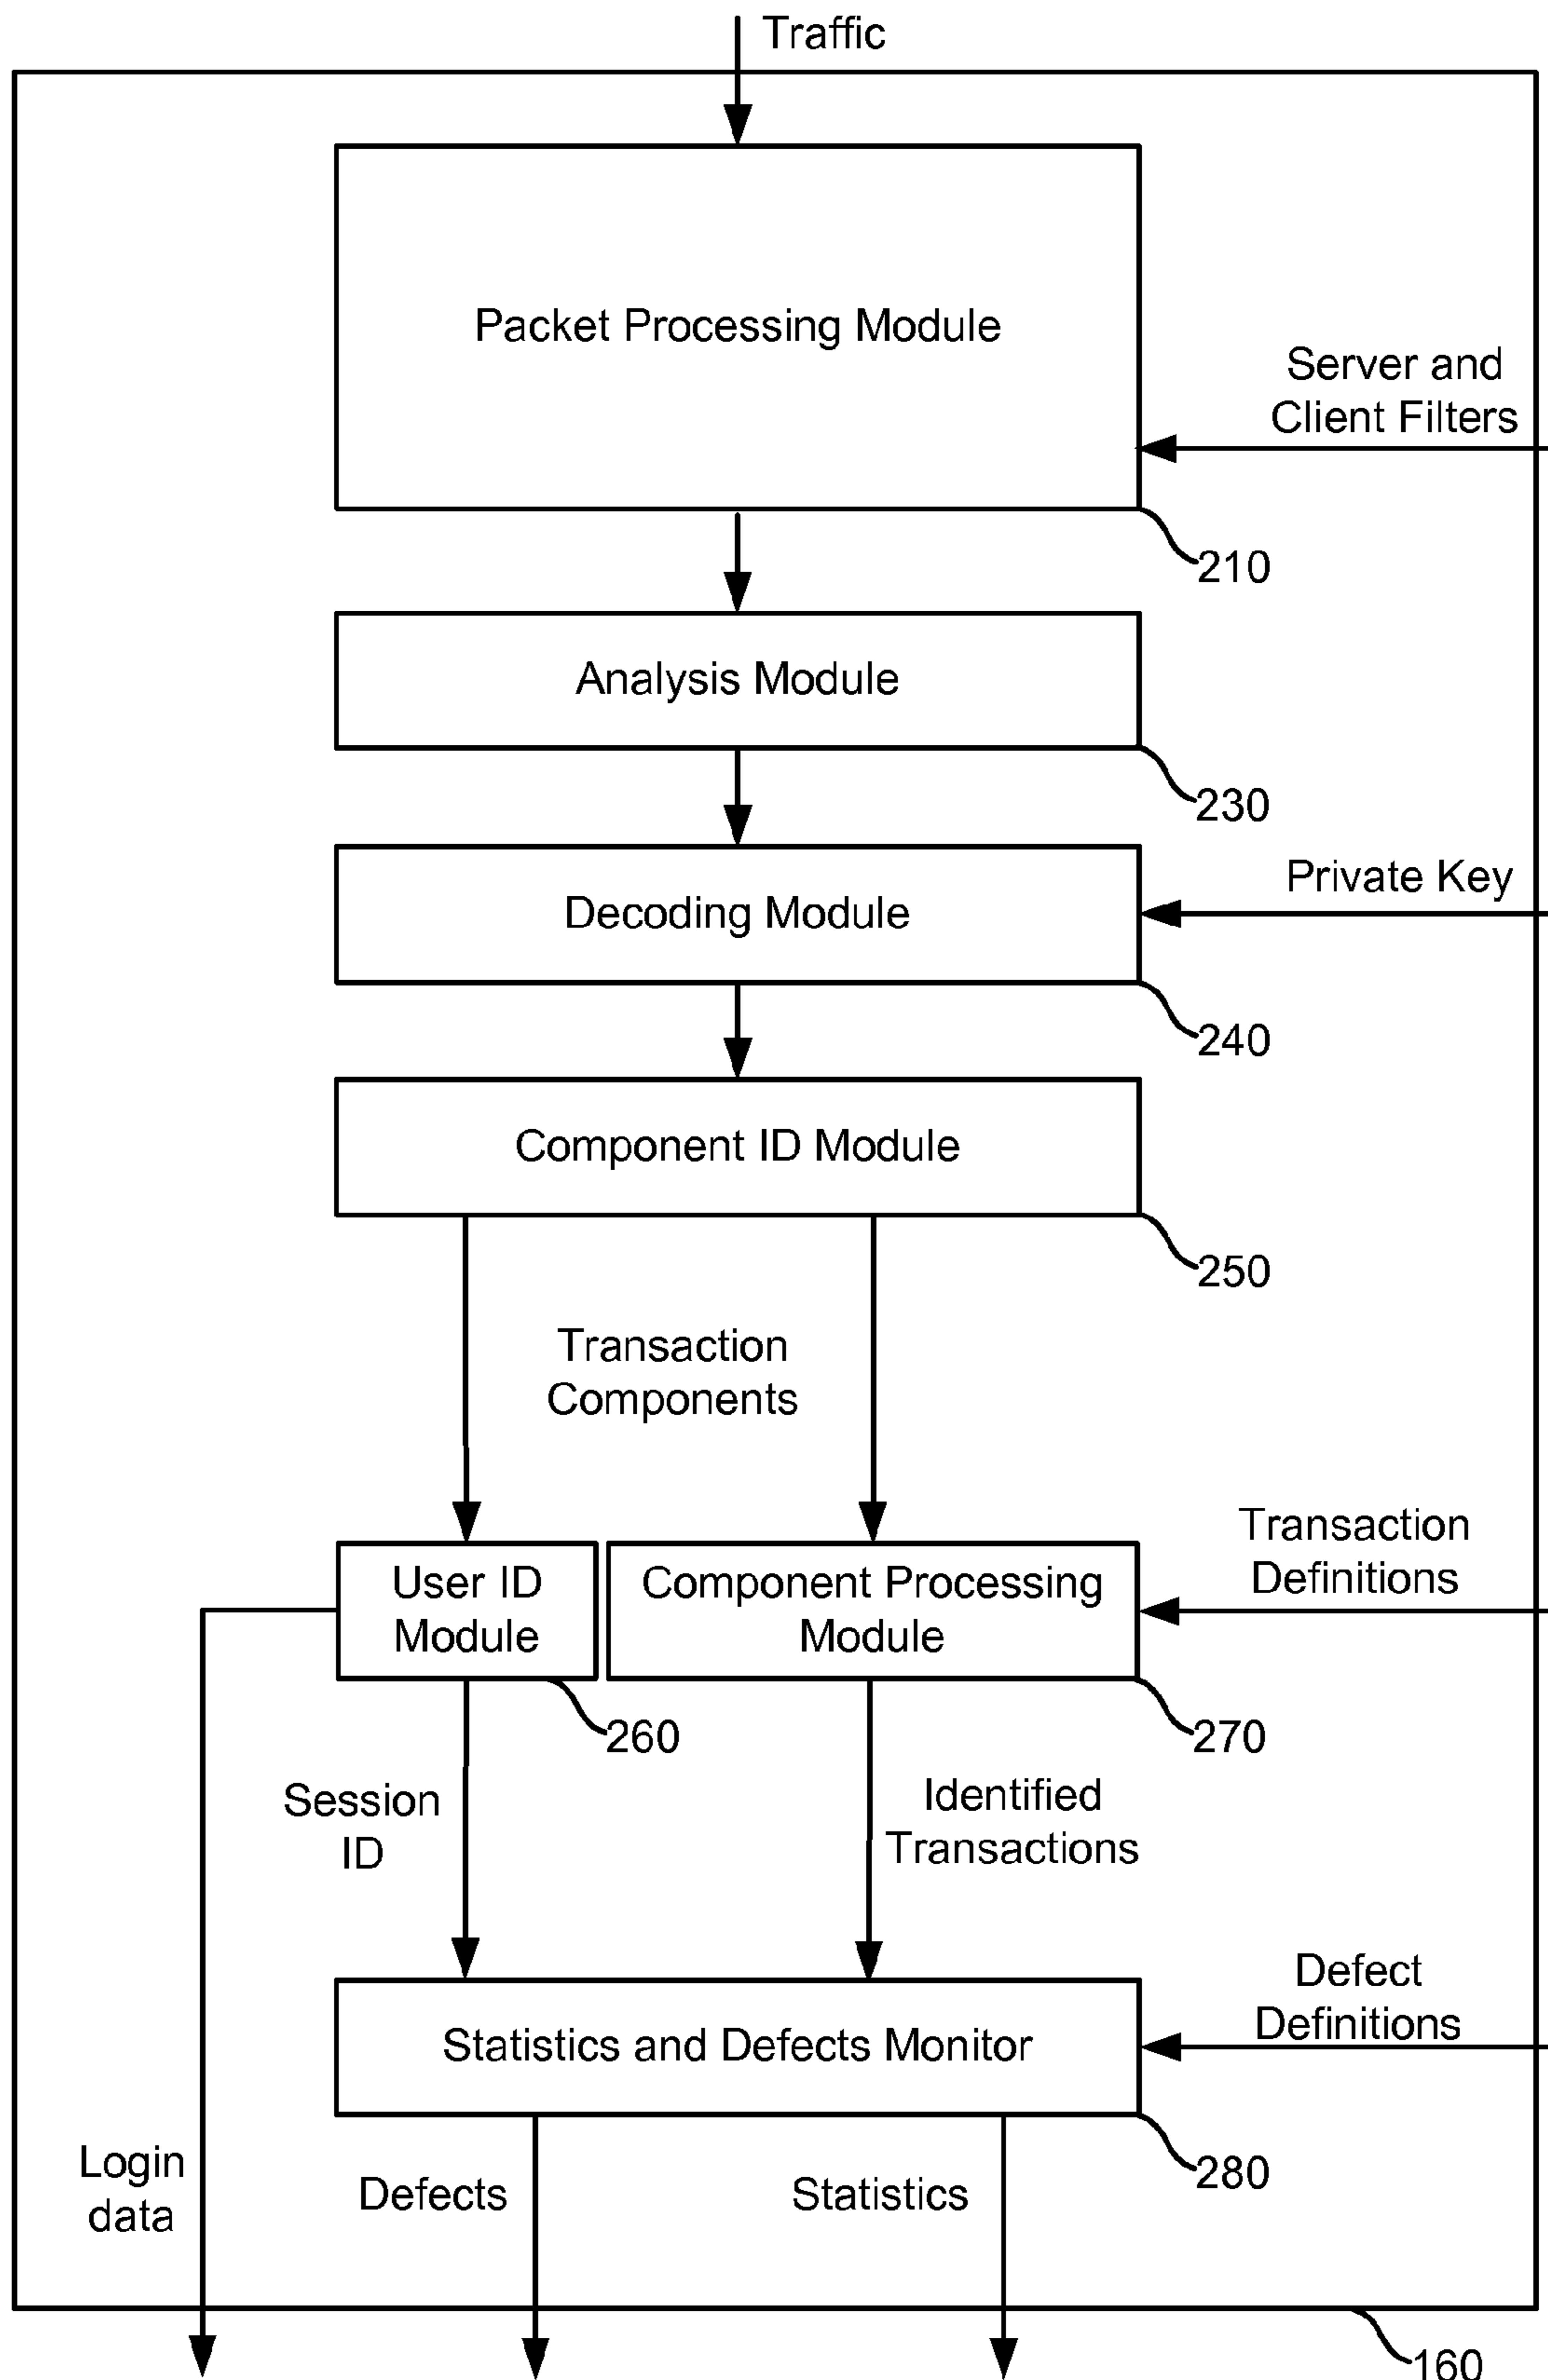 Traffic
Packet Processing Module
Server and
Client Filters
210
Analysis Module
230
Private Key
Decoding Module
240
Component ID Module
250
Transaction
Components
Transaction
Definitions
User ID
Module
Component Processing
Module
260
270
Session
ID
Identified
Transactions
Defect
Definitions
Statistics and Defects Monitor
280
Login
data
Defects
Statistics
160